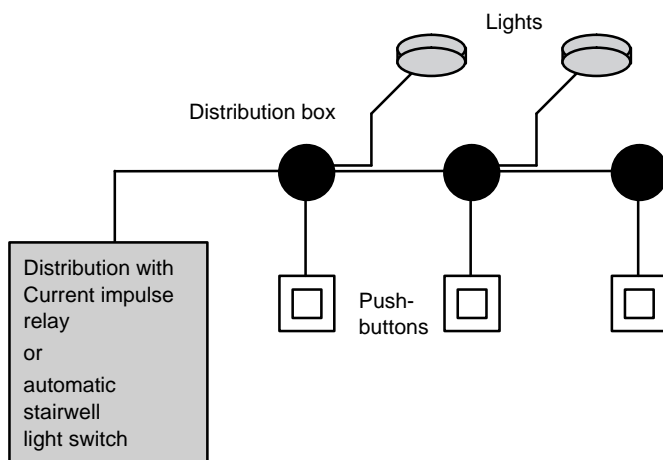 Lights
Distribution box
Distribution with
Current impulse
relay
or
automatic
stairwell
light switch
Push-
buttons